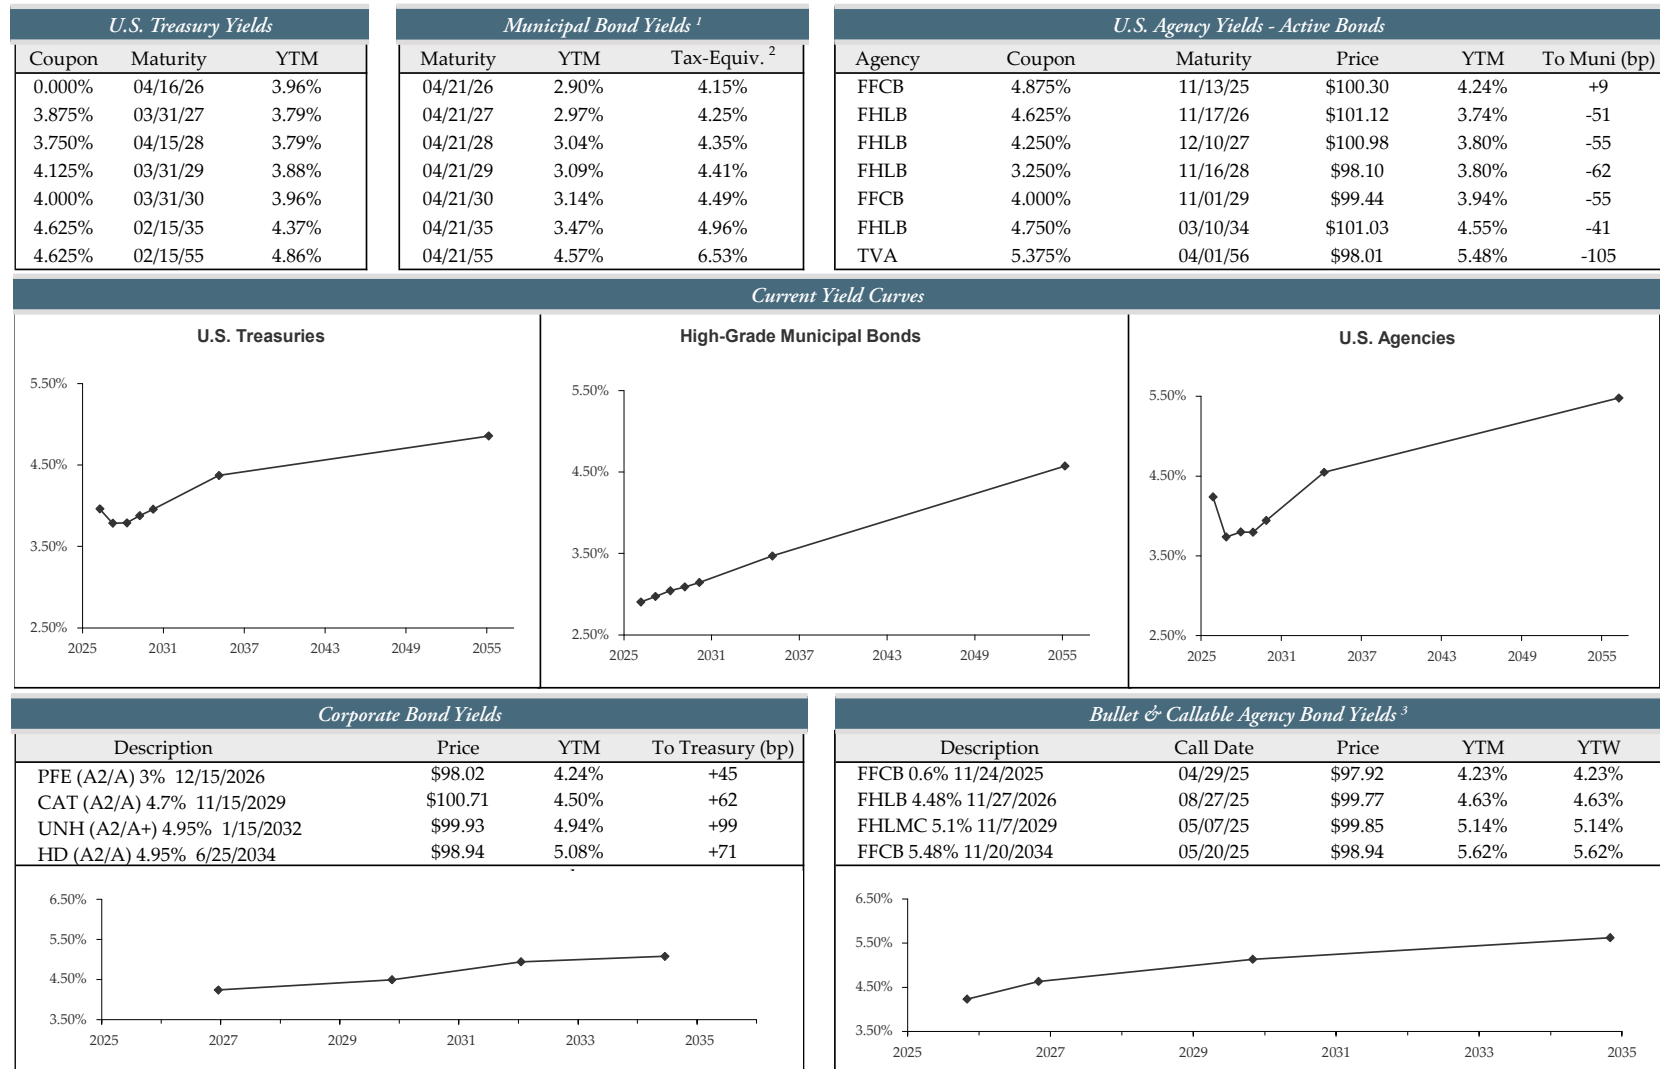 U.S. Treasury Yields
Coupon Maturity YTM
0.000% 04/16/26 3.96%
3.875% 03/31/27 3.79%
3.750% 04/15/28 3.79%
4.125% 03/31/29 3.88%
4.000% 03/31/30 3.96%
4.625% 02/15/35 4.37%
4.625% 02/15/55 4.86%
Municipal Bond Yields 1
Maturity YTM Tax-Equiv. 2
04/21/26 2.90% 4.15%
04/21/27 2.97% 4.25%
04/21/28 3.04% 4.35%
04/21/29 3.09% 4.41%
04/21/30 3.14% 4.49%
04/21/35 3.47% 4.96%
04/21/55 4.57% 6.53%
U.S. Agency Yields - Active Bonds
Agency Coupon Maturity Price YTM To Muni (bp)
FFCB 4.875% 11/13/25 $100.30 4.24% +9
FHLB 4.625% 11/17/26 $101.12 3.74% -51
FHLB 4.250% 12/10/27 $100.98 3.80% -55
FHLB 3.250% 11/16/28 $98.10 3.80% -62
FFCB 4.000% 11/01/29 $99.44 3.94% -55
FHLB 4.750% 03/10/34 $101.03 4.55% -41
TVA 5.375% 04/01/56 $98.01 5.48% -105
Current Yield Curves
U.S. Treasuries
5.50%
4.50%
3.50%
2.50%
2025 2031 2037 2043 2049 2055
High-Grade Municipal Bonds
5.50%
4.50%
3.50%
2.50%
2025 2031 2037 2043 2049 2055
U.S. Agencies
5.50%
4.50%
3.50%
2.50%
2025 2031 2037 2043 2049 2055
Corporate Bond Yields
Description Price YTM To Treasury (bp)
PFE (A2/A) 3% 12/15/2026 $98.02 4.24% +45
CAT (A2/A) 4.7% 11/15/2029 $100.71 4.50% +62
UNH (A2/A+) 4.95% 1/15/2032 $99.93 4.94% +99
HD (A2/A) 4.95% 6/25/2034 $98.94 5.08% +71
6.50%
5.50%
4.50%
3.50%
2025 2027 2029 2031 2033 2035
Bullet & Callable Agency Bond Yields 3
Description Call Date Price YTM YTW
FFCB 0.6% 11/24/2025 04/29/25 $97.92 4.23% 4.23%
FHLB 4.48% 11/27/2026 08/27/25 $99.77 4.63% 4.63%
FHLMC 5.1% 11/7/2029 05/07/25 $99.85 5.14% 5.14%
FFCB 5.48% 11/20/2034 05/20/25 $98.94 5.62% 5.62%
6.50%
5.50%
4.50%
3.50%
2025 2027 2029 2031 2033 2035